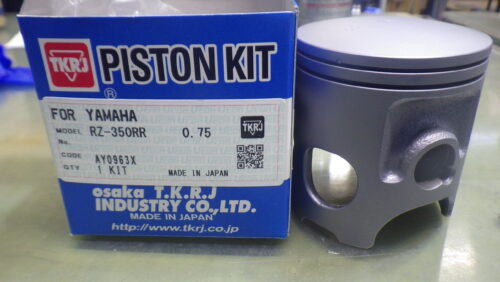 TKRJ
PISTON KIT
®
FOR YAMAHA
MODEL RZ-350RR 0.75
No.
TKRJ
CODE AY0963X
QTY 1 KIT MADE IN JAPAN
osaka T.K.R.J
INDUSTRY CO.,LTD.
MADE IN JAPAN
http://www.tkrj.co.jp